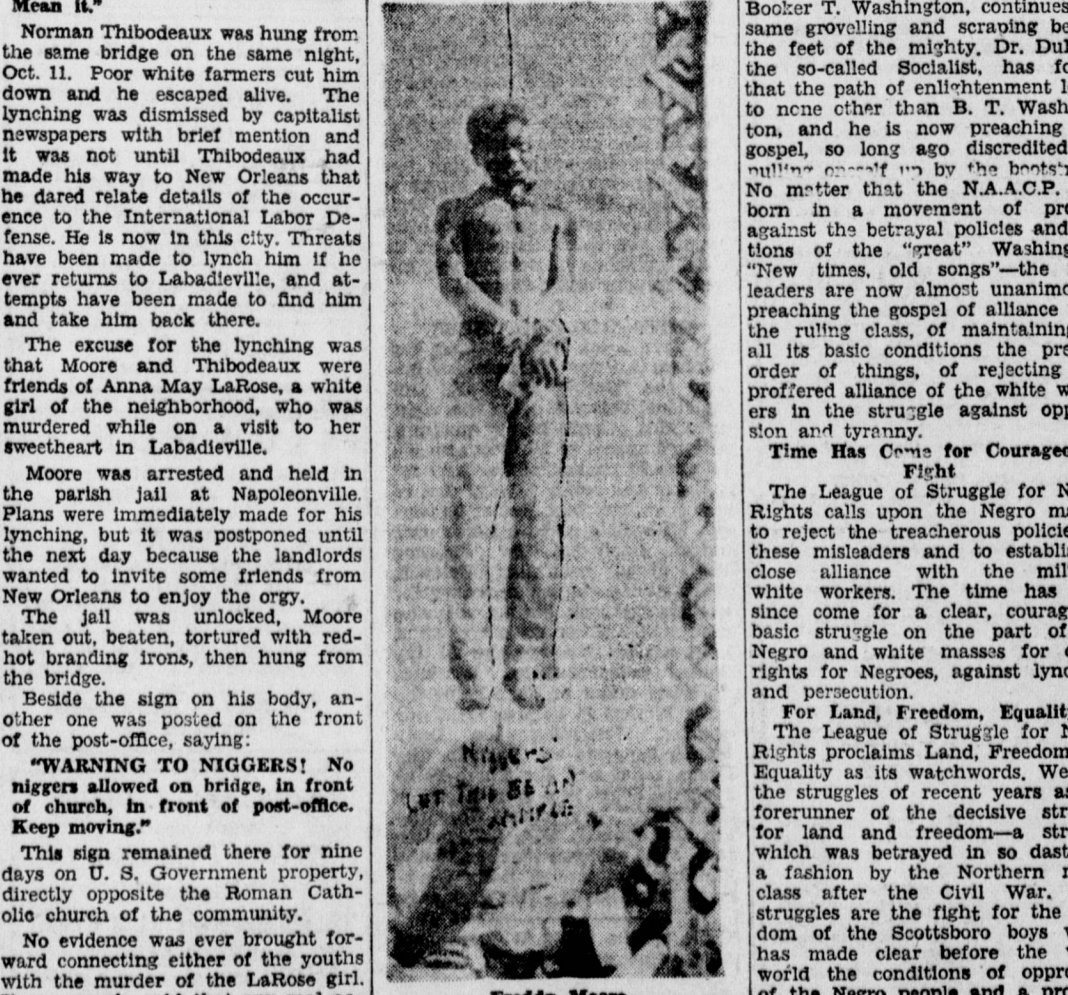 Mean it."
Norman Thibodeaux was hung from
the same bridge on the same night,
Oct. 11. Poor white farmers cut him
down and he escaped alive. The
lynching was dismissed by capitalist
newspapers with brief mention and
it was not until Thibodeaux had
made his way to New Orleans that
he dared relate details of the occur-
ence to the International Labor De-
fense. He is now in this city. Threats
have been made to lynch him if he
ever returns to Labadieville, and at-
tempts have been made to find him
and take him back there.
The excuse for the lynching was
that Moore and Thibodeaux were
friends of Anna May LaRose, a white
girl of the neighborhood, who was
murdered while on a visit to her
sweetheart in Labadieville.
Moore was arrested and held in
the parish jail at Napoleonville.
Plans were immediately made for his
lynching, but it was postponed until
the next day because the landlords
wanted to invite some friends from
New Orleans to enjoy the orgy.
The jail was unlocked, Moore
taken out, beaten, tortured with red-
hot branding irons, then hung from
the bridge.
Beside the sign on his body, an-
other one was posted on the front
of the post-office, saying:
"WARNING TO NIGGERS! No
niggers allowed on bridge, in front
of church, in front of post-office.
Keep moving."
This sign remained there for nine
days on U. S. Government property,
directly opposite the Roman Cath-
olic church of the community.
No evidence was ever brought for-
ward connecting either of the youths
with the murder of the LaRose girl.
Niggers
LET THIS BE AN
Freddy Moore
Booker T. Washington, continues
same grovelling and scraping be
the feet of the mighty. Dr. DuB
the so-called Socialist, has fo
that the path of enlightenment l
to none other than B. T. Wash
ton, and he is now preaching
gospel, so long ago discredited
pulling oneself up by the bootst
No matter that the N.A.A.C.P.
born in a movement of pro
against the betrayal policies and
tions of the "great" Washing
"New times, old songs"—the
leaders are now almost unanimo
preaching the gospel of alliance
the ruling class, of maintaining
all its basic conditions the pre
order of things, of rejecting
proffered alliance of the white w
ers in the struggle against opp
sion and tyranny.
Time Has Come for Courageo
Fight
The League of Struggle for N
Rights calls upon the Negro ma
to reject the treacherous policie
these misleaders and to establi
close alliance with the mil
white workers. The time has
since come for a clear, courag
basic struggle on the part of
Negro and white masses for
rights for Negroes, against lync
and persecution.
For Land, Freedom, Equalit
The League of Struggle for N
Rights proclaims Land, Freedom
Equality as its watchwords. We
the struggles of recent years as
forerunner of the decisive str
for land and freedom—a str
which was betrayed in so dast
a fashion by the Northern
class after the Civil War.
struggles are the fight for the
dom of the Scottsboro boys
has made clear before the
world the conditions of oppre
of the Negro people and a pro